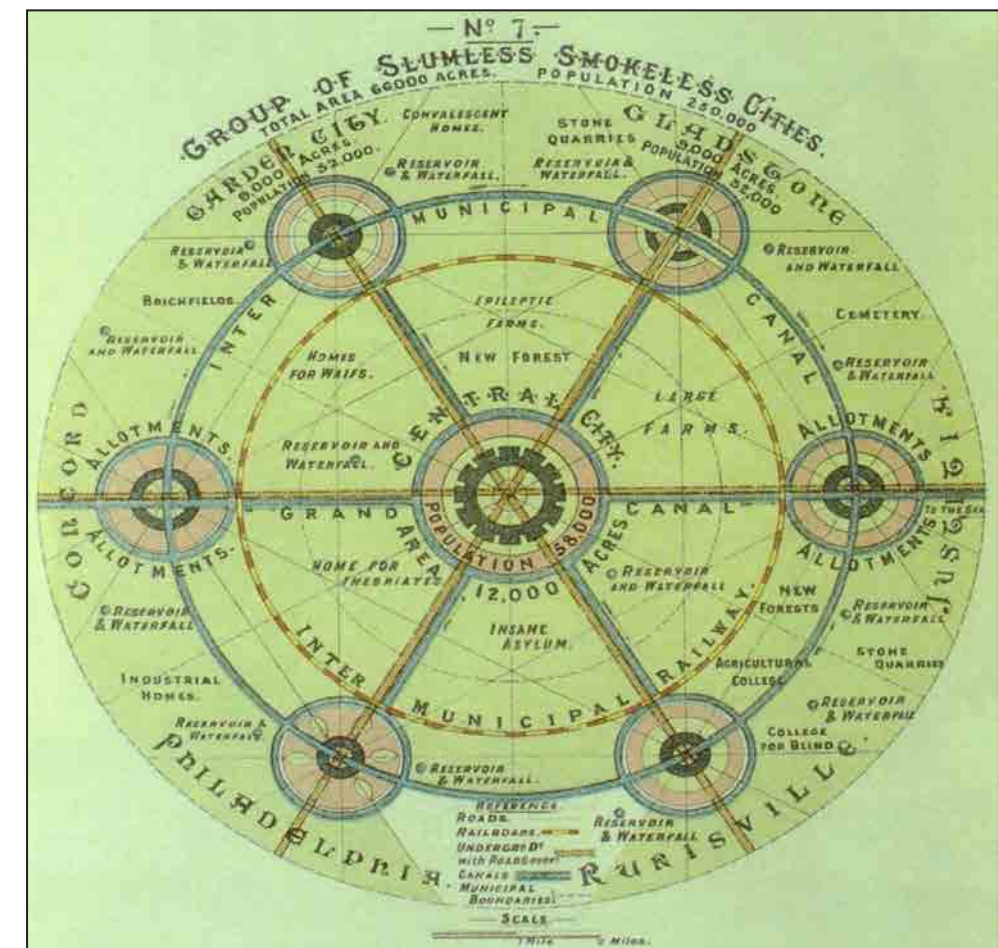 — Nº 7. —
GROUP OF SLUMLESS SMOKELESS CITIES.
TOTAL AREA 66000 ACRES. POPULATION 250,000
GARDEN CITY
9,000 ACRES.
POPULATION 32,000.
CONVALESCENT
HOMES.
STONE
QUARRIES
GLADSTONE
9,000 ACRES
POPULATION
32,000
RESERVOIR
& WATERFALL.
RESERVOIR &
WATERFALL.
INTER MUNICIPAL CANAL
RESERVOIR
& WATERFALL
RESERVOIR
AND WATERFALL
BRICKFIELDS.
EPILEPTIC
FARMS.
CEMETERY.
RESERVOIR
AND WATERFALL
HOMES
FOR WAIFS.
NEW FOREST
LARGE
FARMS.
RESERVOIR
& WATERFALL
CONCORD
ALLOTMENTS
RESERVOIR AND
WATERFALL.
CENTRAL CITY.
ALLOTMENTS
JUSTITIA
GRAND CANAL
TO THE SEA
ALLOTMENTS.
AREA 12,000 ACRES
POPULATION 58,000
ALLOTMENTS
HOME FOR
INEBRIATES.
RESERVOIR
AND WATERFALL
NEW
FORESTS
RESERVOIR
& WATERFALL
RESERVOIR
& WATERFALL
INSANE
ASYLUM.
STONE
QUARRIES
INTER MUNICIPAL RAILWAY.
AGRICULTURAL
COLLEGE
INDUSTRIAL
HOMES.
RESERVOIR
& WATERFALL
RESERVOIR &
WATERFALL
COLLEGE
FOR BLIND
PHILADELPHIA.
RESERVOIR
& WATERFALL.
RURISVILLE
REFERENCE
ROADS.
RAILROADS.
UNDERGRD Dº
with Road over
CANALS
MUNICIPAL
BOUNDARIES
RESERVOIR
& WATERFALL
SCALE
Mile Miles.